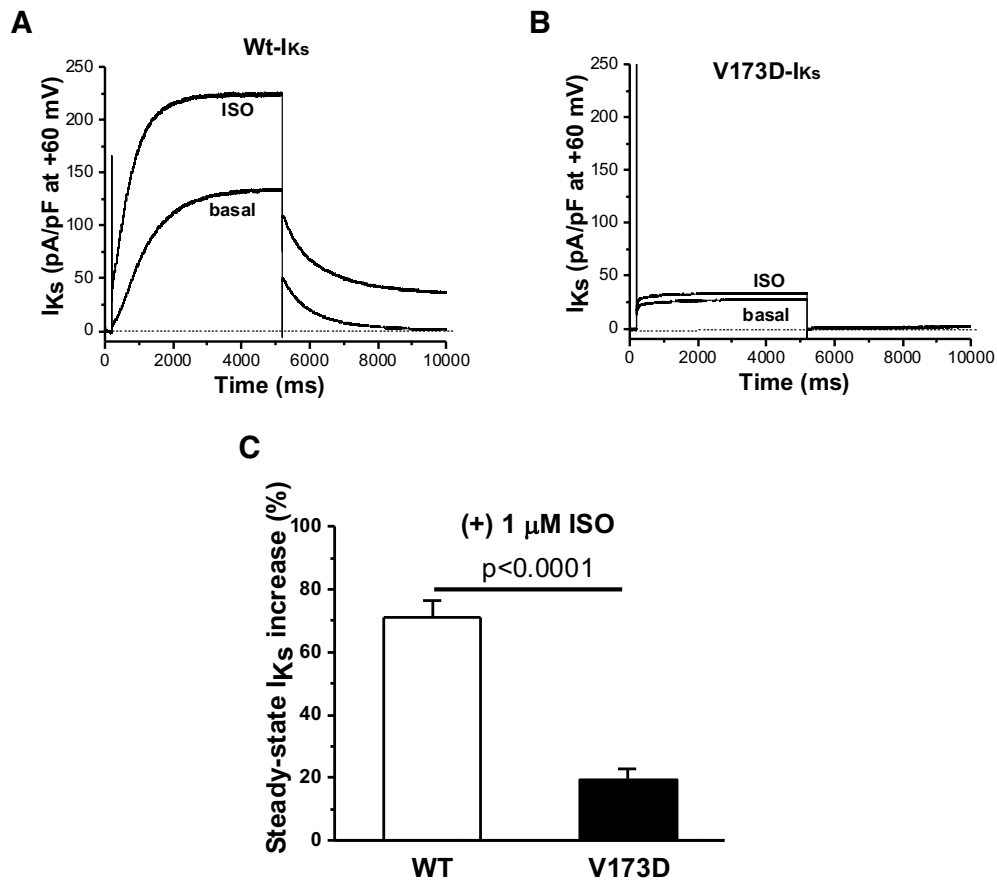 A
Wt-IKs
IKs (pA/pF at +60 mV)
250
200
150
100
50
0
ISO
basal
0 2000 4000 6000 8000 10000
Time (ms)
B
V173D-IKs
IKs (pA/pF at +60 mV)
250
200
150
100
50
0
ISO
basal
0 2000 4000 6000 8000 10000
Time (ms)
C
Steady-state IKs increase (%)
100
80
60
40
20
0
(+) 1 μM ISO
p<0.0001
WT V173D